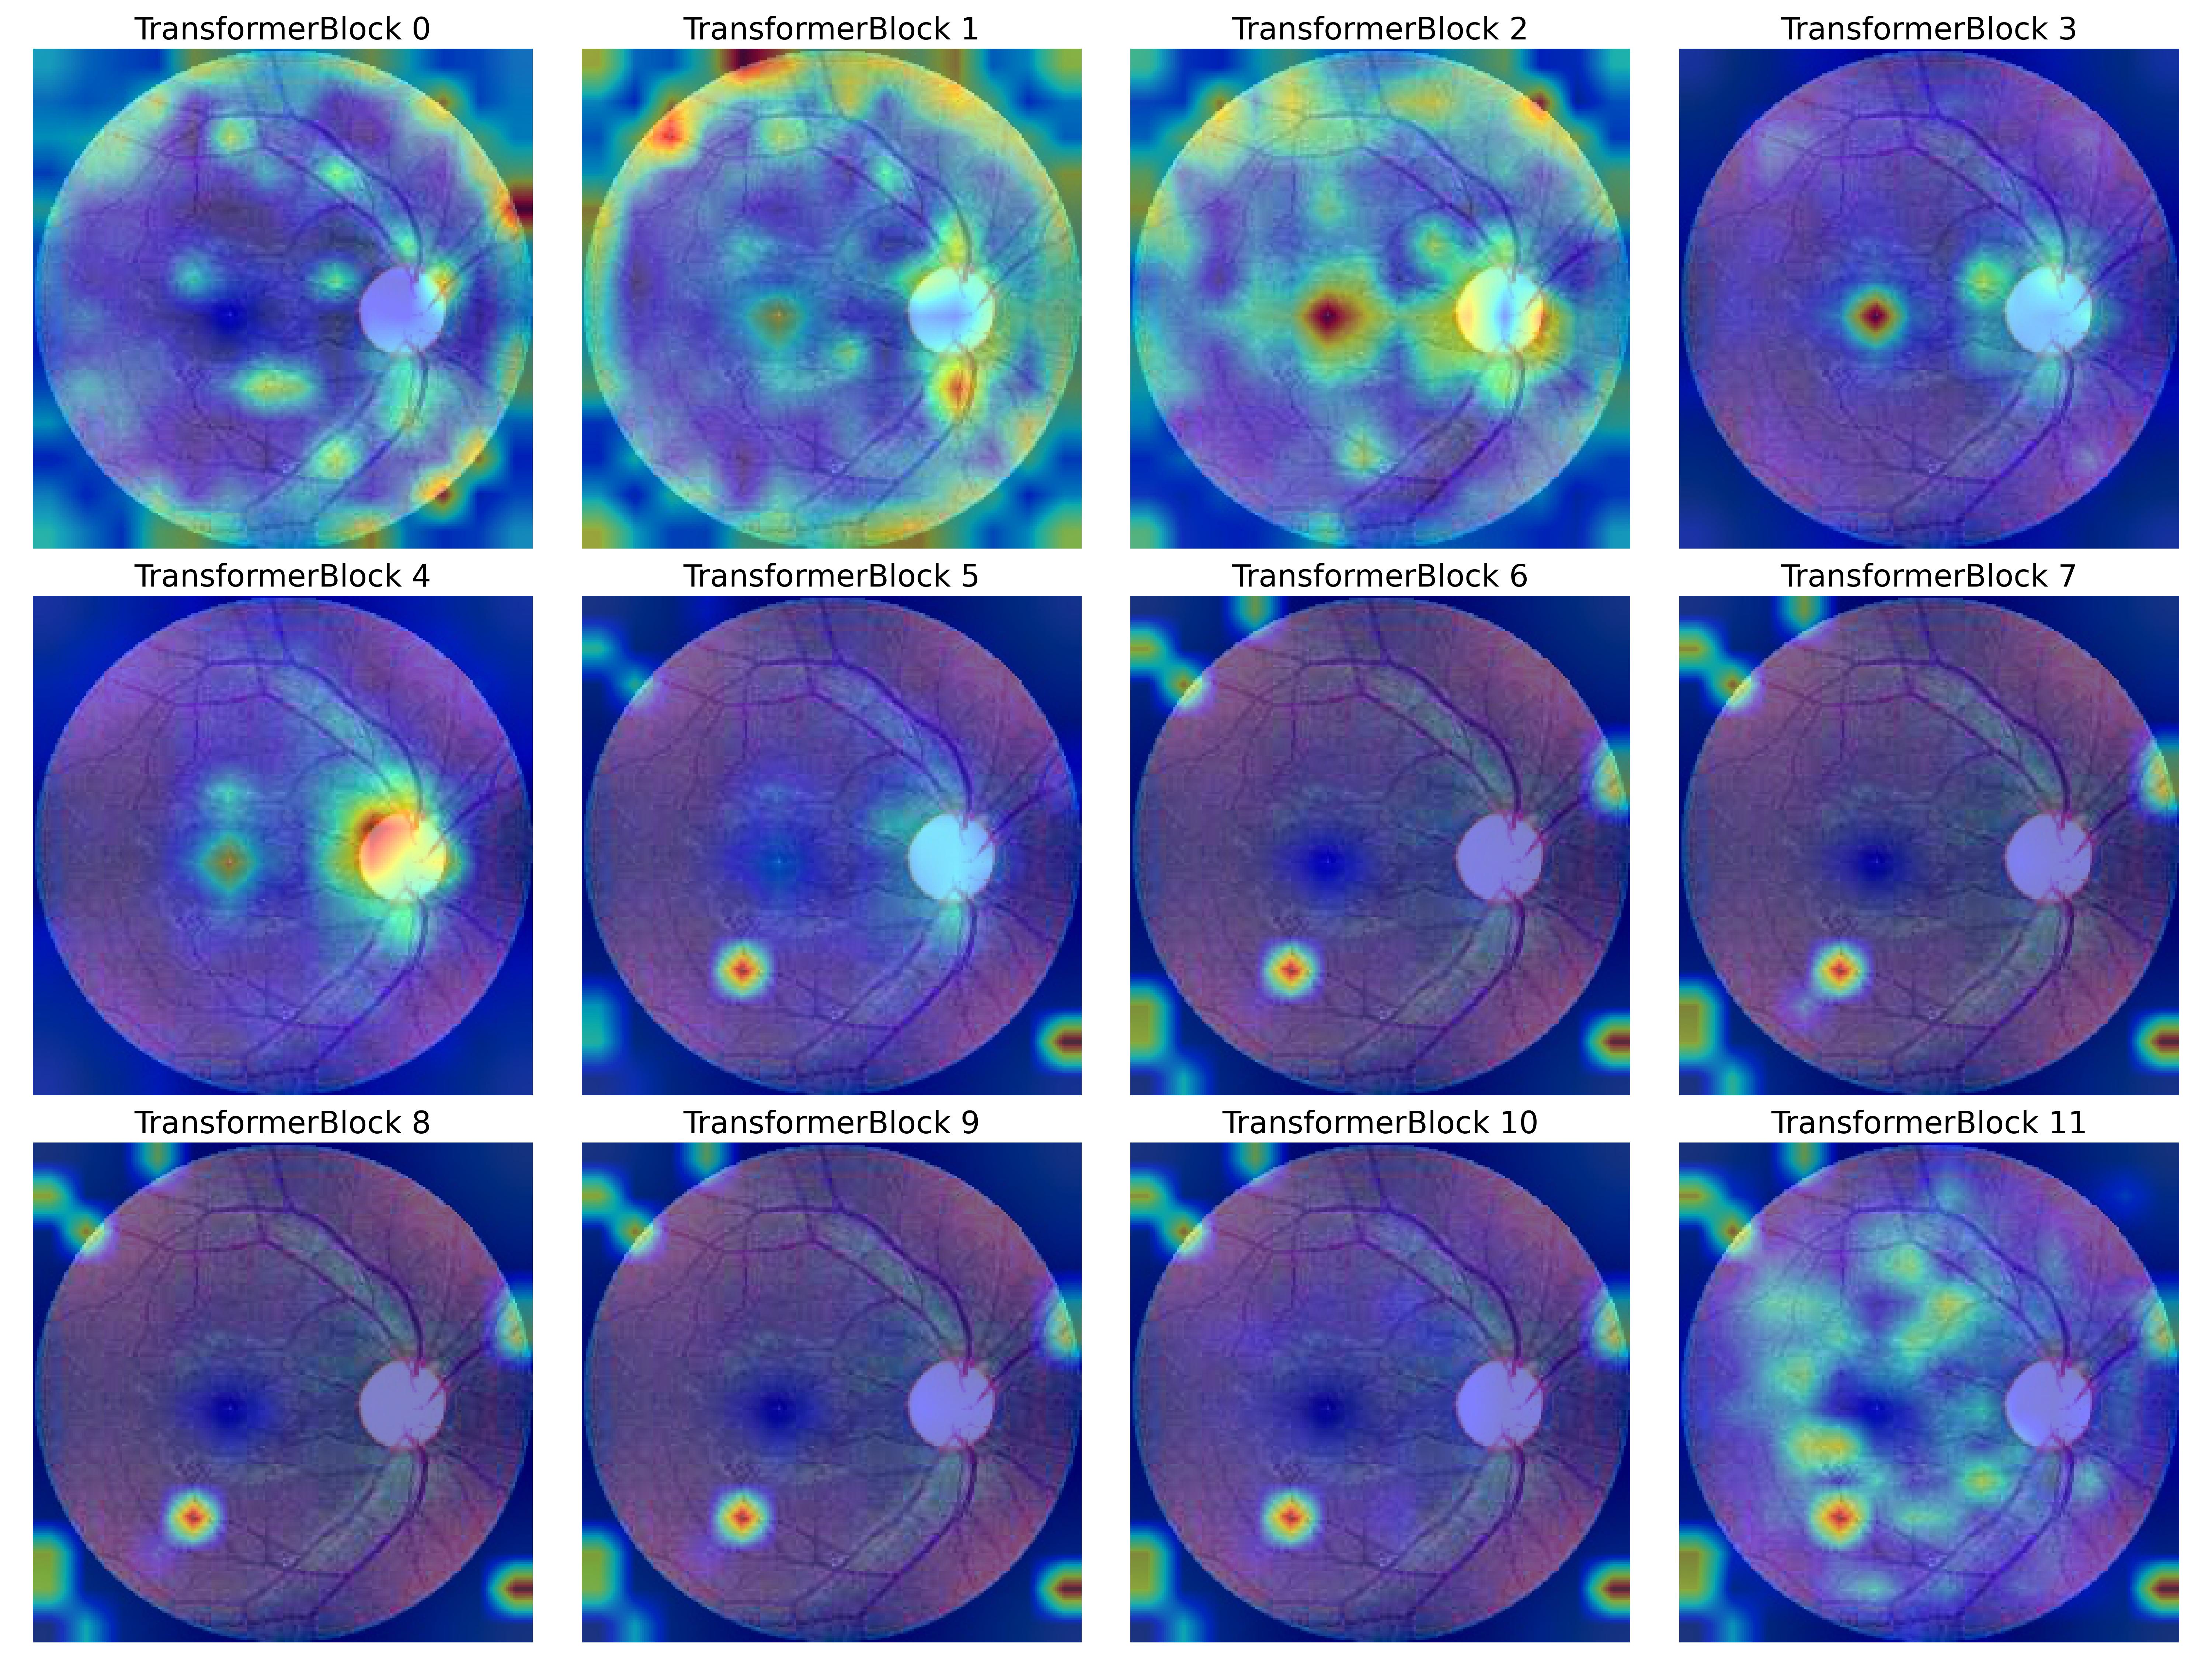 TransformerBlock 0
TransformerBlock 1
TransformerBlock 2
TransformerBlock 3
TransformerBlock 4
TransformerBlock 5
TransformerBlock 6
TransformerBlock 7
TransformerBlock 8
TransformerBlock 9
TransformerBlock 10
TransformerBlock 11